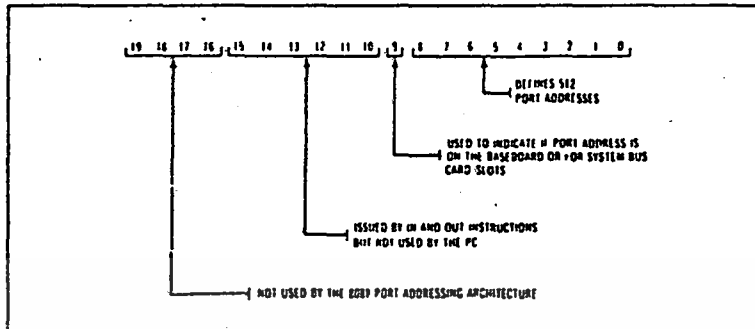 19 18 17 16 15 14 13 12 11 10 9 8 7 6 5 4 3 2 1 0
DEFINES 512
PORT ADDRESSES
USED TO INDICATE IF PORT ADDRESS IS
ON THE BASEBOARD OR FOR SYSTEM BUS
CARD SLOTS
ISSUED BY IN AND OUT INSTRUCTIONS
BUT NOT USED BY THE PC
NOT USED BY THE 8088 PORT ADDRESSING ARCHITECTURE